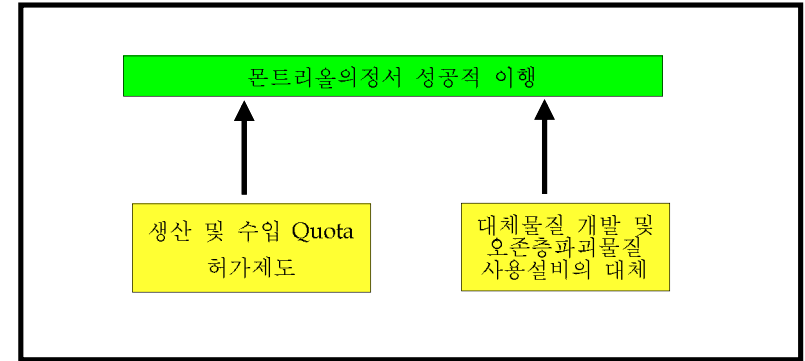 몬트리올의정서 성공적 이행
생산 및 수입 Quota
허가제도
대체물질 개발 및
오존층파괴물질
사용설비의 대체